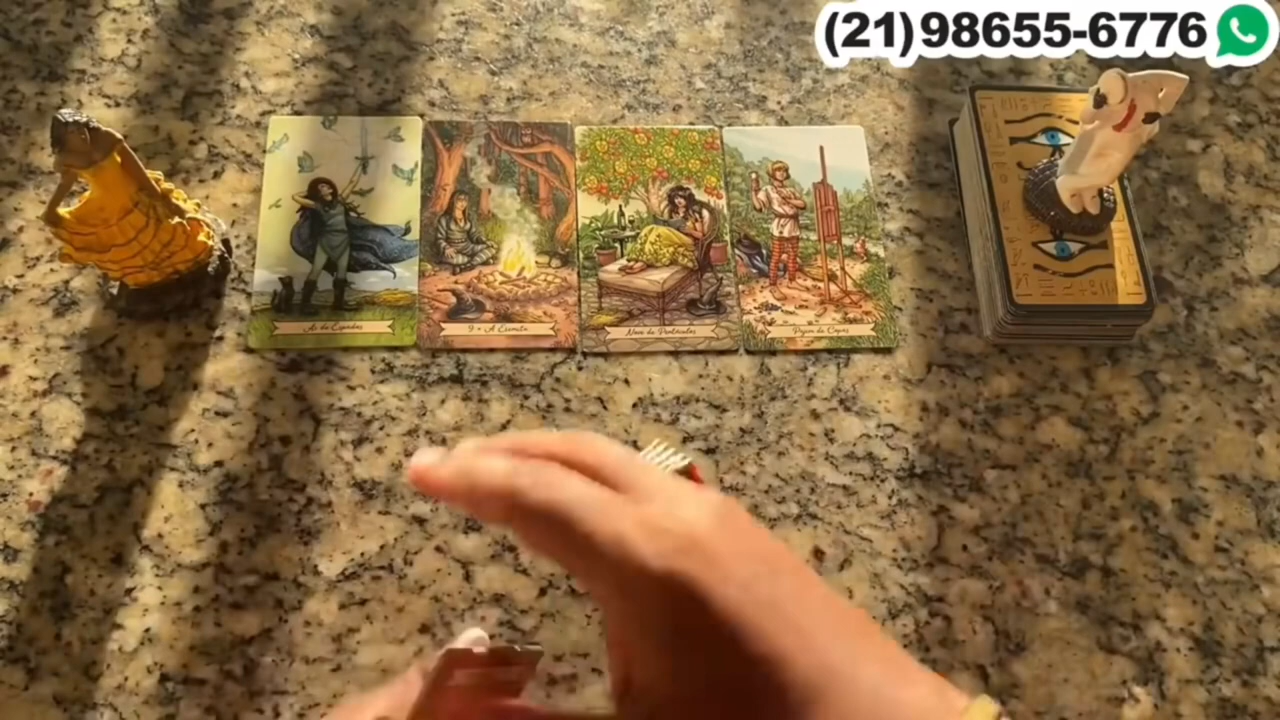 (21)98655-6776
Ás de Espadas
9 • A Eremita
Nove de Pentáculos
Pajem de Copas